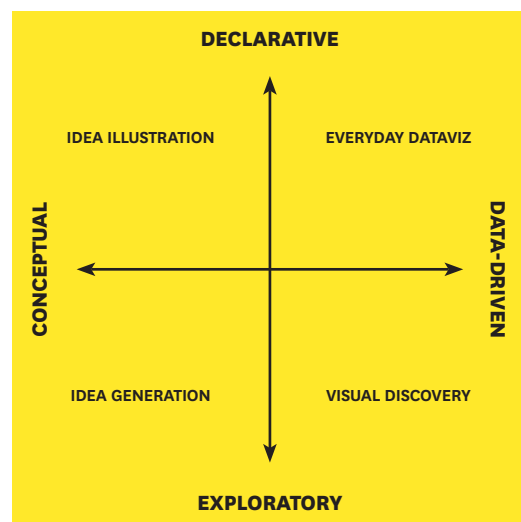 DECLARATIVE
IDEA ILLUSTRATION
EVERYDAY DATAVIZ
CONCEPTUAL
DATA-DRIVEN
IDEA GENERATION
VISUAL DISCOVERY
EXPLORATORY